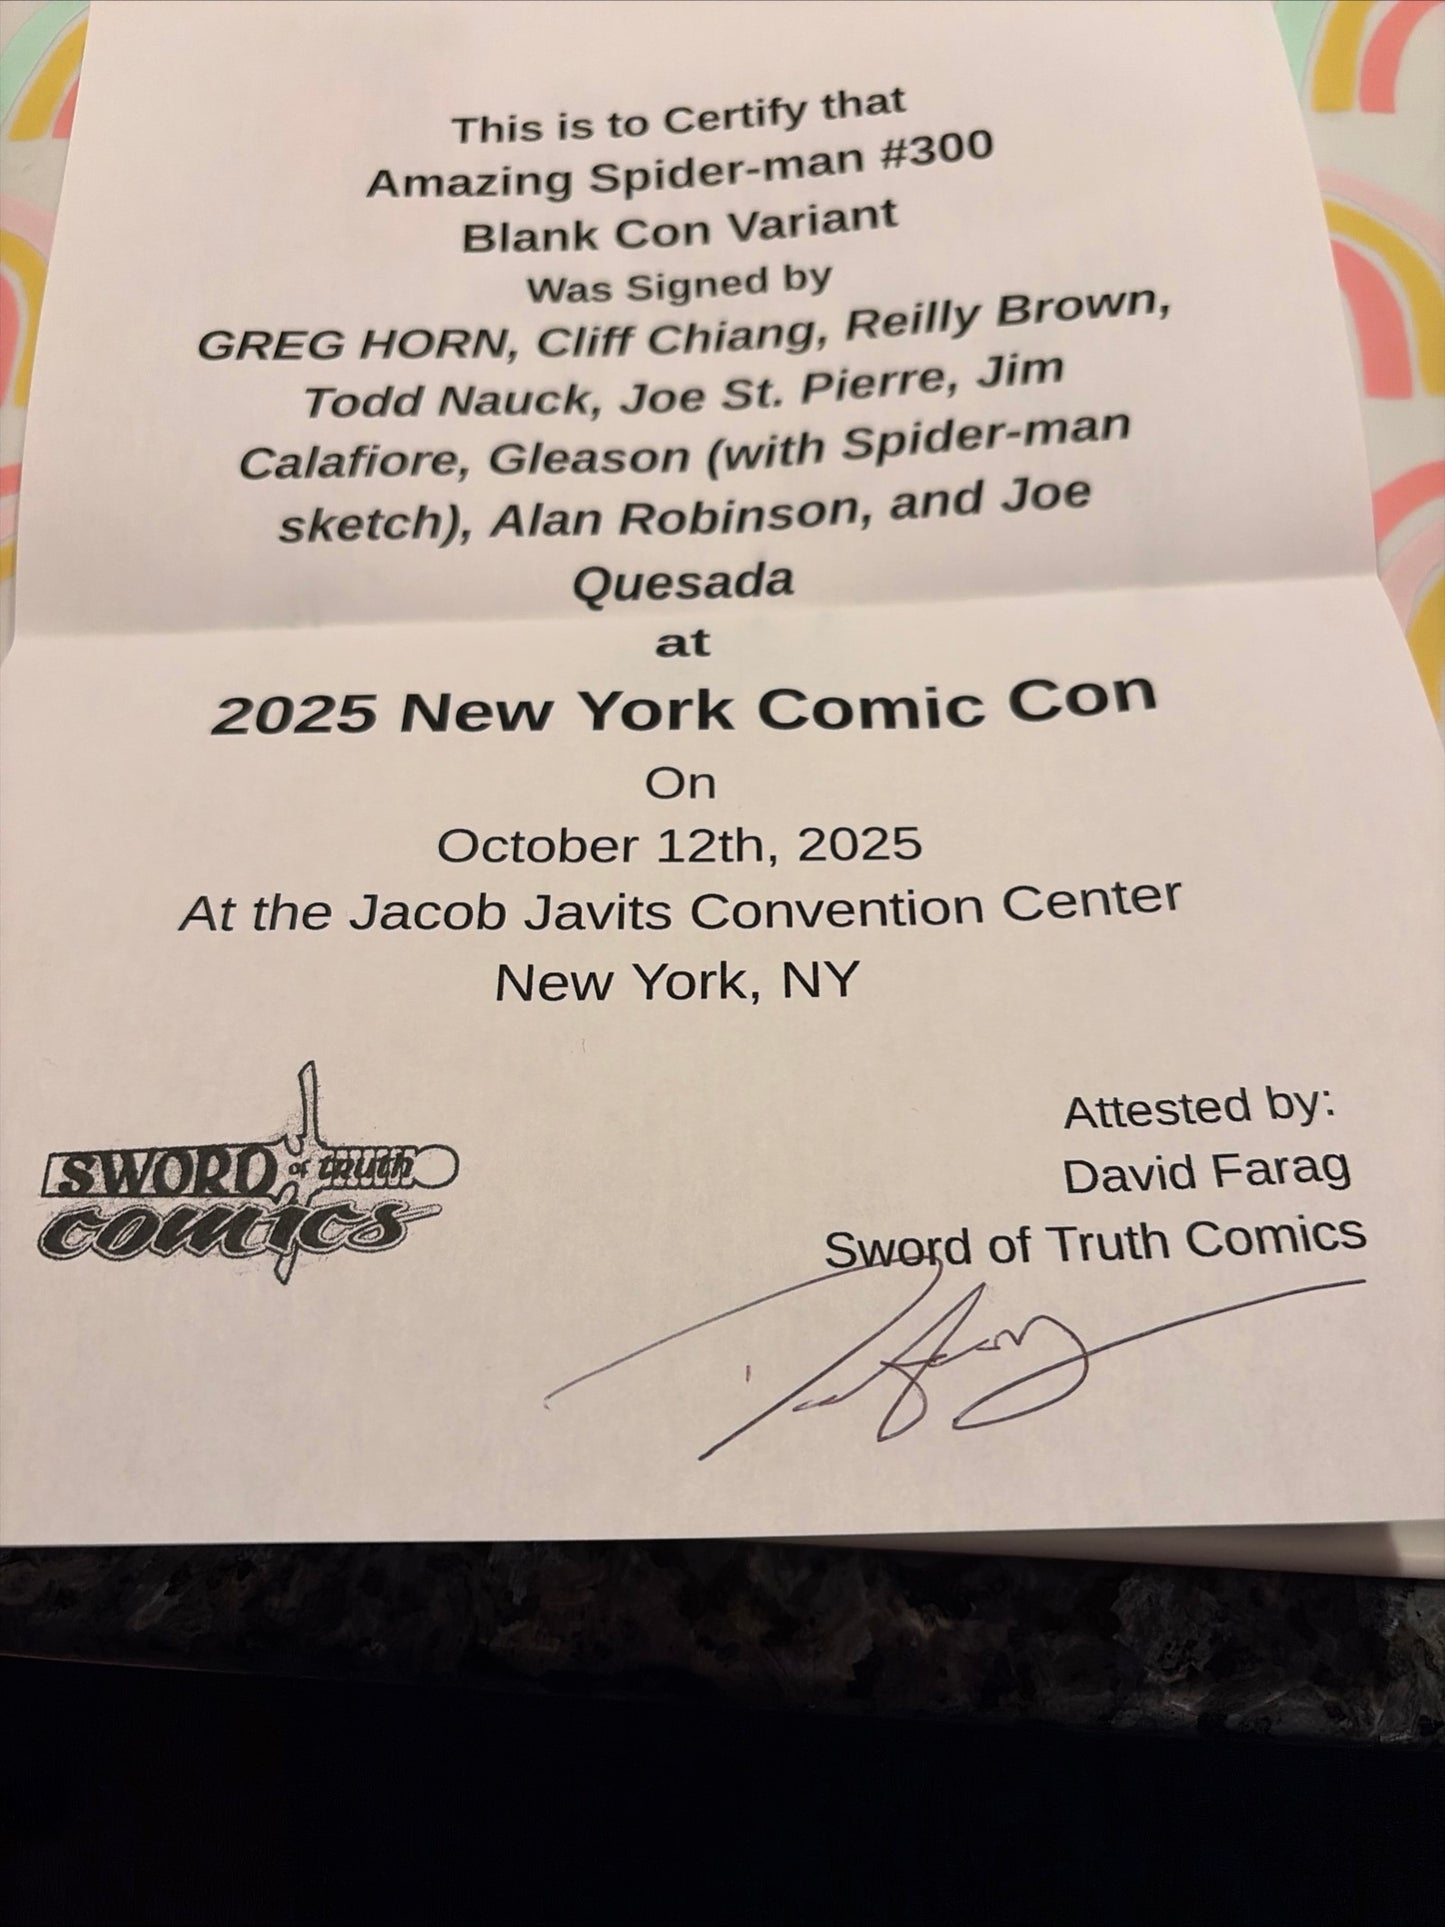 This is to Certify that
Amazing Spider-man #300
Blank Con Variant
Was Signed by
GREG HORN, Cliff Chiang, Reilly Brown,
Todd Nauck, Joe St. Pierre, Jim
Calafiore, Gleason (with Spider-man
sketch), Alan Robinson, and Joe
Quesada
at
2025 New York Comic Con
On
October 12th, 2025
At the Jacob Javits Convention Center
New York, NY
SWORD of truth
comics
Attested by:
David Farag
Sword of Truth Comics